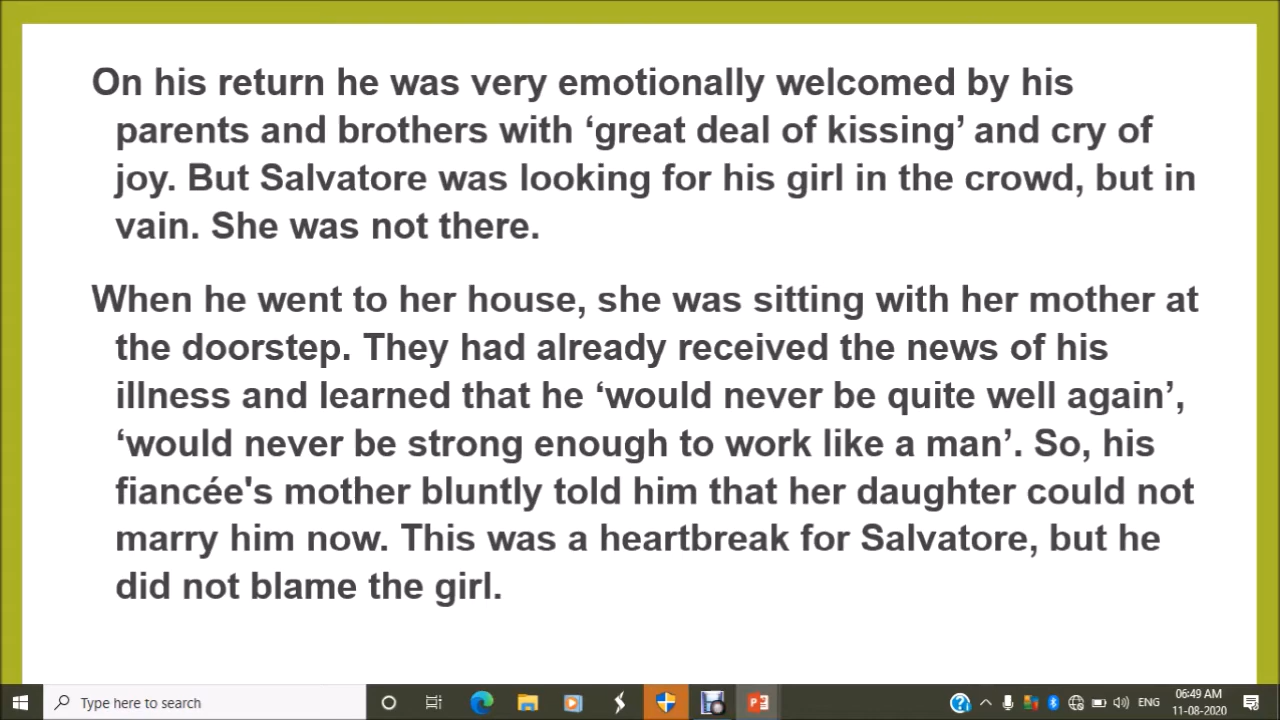 On his return he was very emotionally welcomed by his
parents and brothers with ‘great deal of kissing’ and cry of
joy. But Salvatore was looking for his girl in the crowd, but in
vain. She was not there.
When he went to her house, she was sitting with her mother at
the doorstep. They had already received the news of his
illness and learned that he ‘would never be quite well again’,
‘would never be strong enough to work like a man’. So, his
fiancée's mother bluntly told him that her daughter could not
marry him now. This was a heartbreak for Salvatore, but he
did not blame the girl.
Type here to search
ENG
06:49 AM
11-08-2020